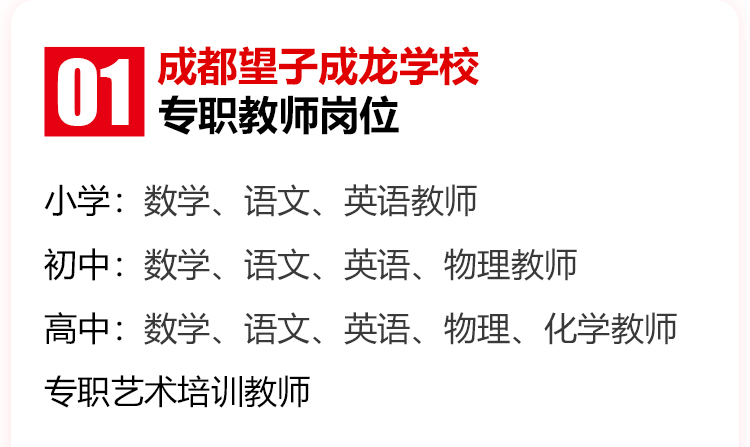 01
成都望子成龙学校
专职教师岗位
小学：数学、语文、英语教师
初中：数学、语文、英语、物理教师
高中：数学、语文、英语、物理、化学教师
专职艺术培训教师